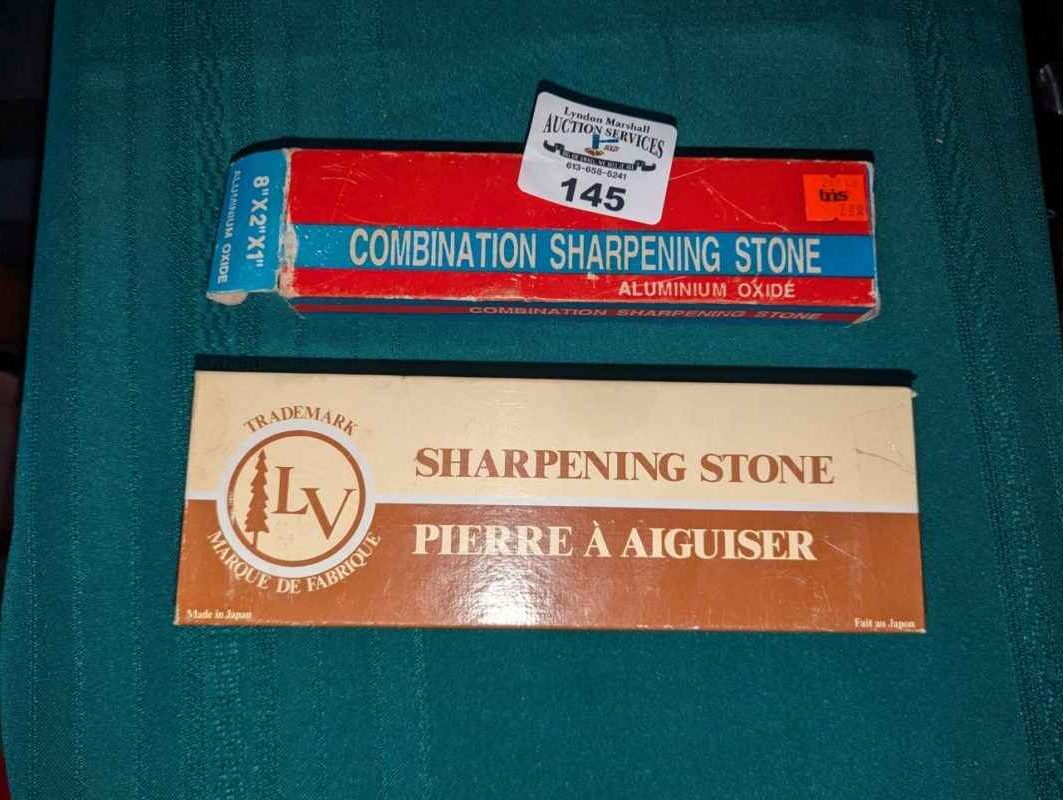 Lyndon Marshall
AUCTION SERVICES
613-658-5241
145
8"X2"X1"
ALUMINIUM OXIDE
COMBINATION SHARPENING STONE
ALUMINIUM OXIDE
COMBINATION SHARPENING STONE
TRADEMARK
LV
MARQUE DE FABRIQUE
SHARPENING STONE
PIERRE À AIGUISER
Made in Japan
Fait au Japon